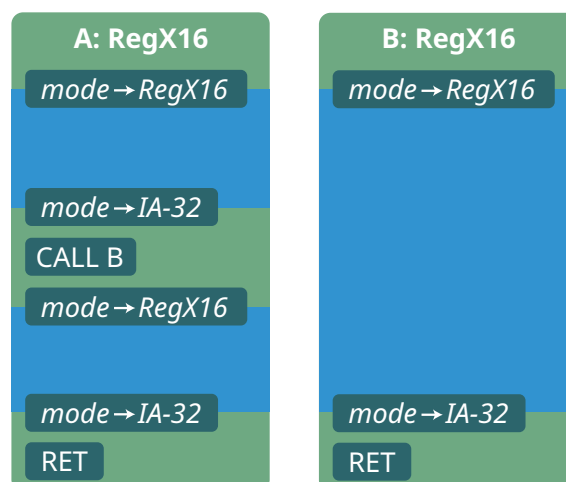 A: RegX16
mode→RegX16
mode→IA-32
CALL B
mode→RegX16
mode→IA-32
RET
B: RegX16
mode→RegX16
mode→IA-32
RET